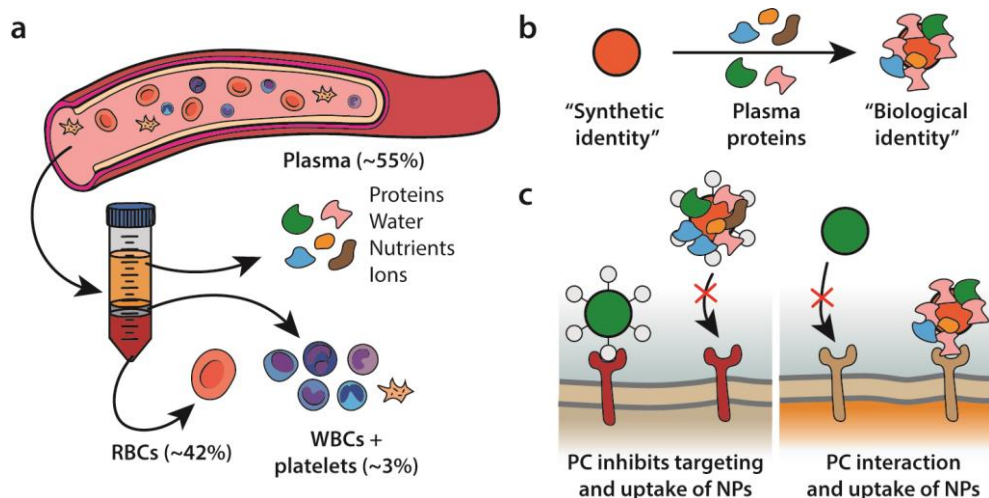 a
Plasma (~55%)
Proteins
Water
Nutrients
Ions
RBCs (~42%)
WBCs +
platelets (~3%)
b
“Synthetic
identity”
Plasma
proteins
“Biological
identity”
c
PC inhibits targeting
and uptake of NPs
PC interaction
and uptake of NPs